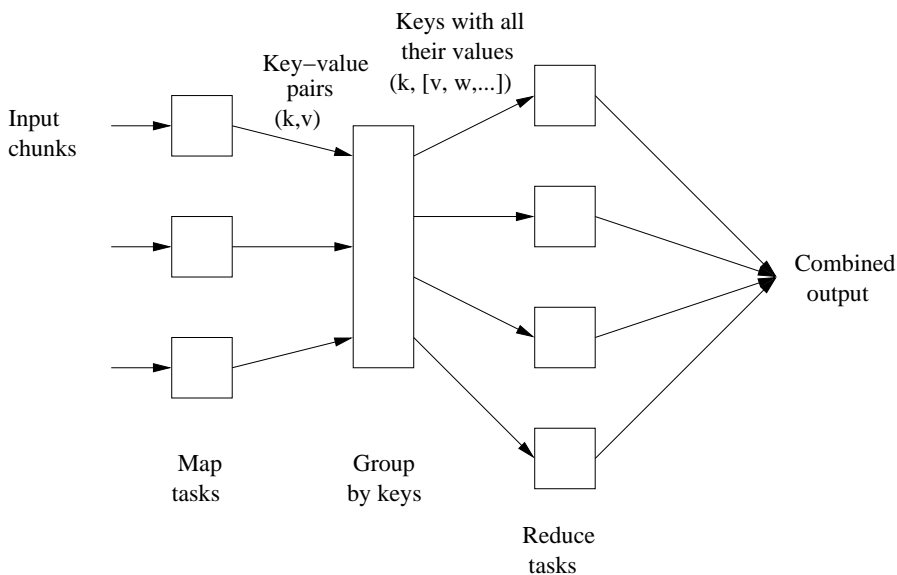 Input
chunks
Key−value
pairs
(k,v)
Keys with all
their values
(k, [v, w,...])
Combined
output
Map
tasks
Group
by keys
Reduce
tasks